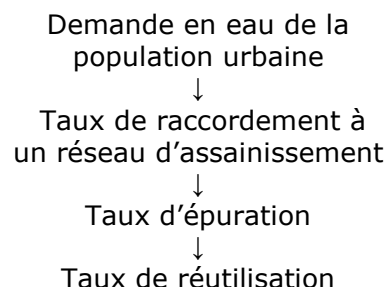 Demande en eau de la
population urbaine
↓
Taux de raccordement à
un réseau d’assainissement
↓
Taux d’épuration
↓
Taux de réutilisation